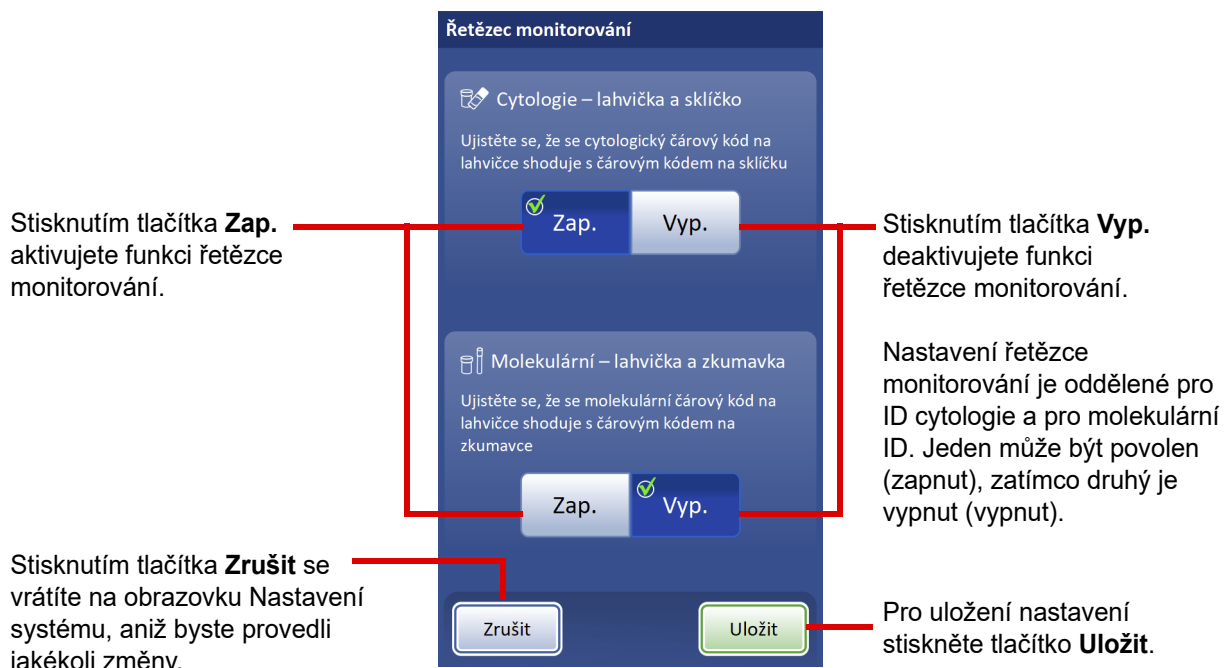 Řetězec monitorování
Cytologie – lahvička a sklíčko
Ujistěte se, že se cytologický čárový kód na
lahvičce shoduje s čárovým kódem na sklíčku
Zap.
Vyp.
Stisknutím tlačítka Zap.
aktivujete funkci řetězce
monitorování.
Stisknutím tlačítka Vyp.
deaktivujete funkci
řetězce monitorování.
Nastavení řetězce
monitorování je oddělené pro
ID cytologie a pro molekulární
ID. Jeden může být povolen
(zapnut), zatímco druhý je
vypnut (vypnut).
Molekulární – lahvička a zkumavka
Ujistěte se, že se molekulární čárový kód na
lahvičce shoduje s čárovým kódem na
zkumavce
Zap.
Vyp.
Stisknutím tlačítka Zrušit se
vrátíte na obrazovku Nastavení
systému, aniž byste provedli
jakékoli změny.
Zrušit
Uložit
Pro uložení nastavení
stiskněte tlačítko Uložit.